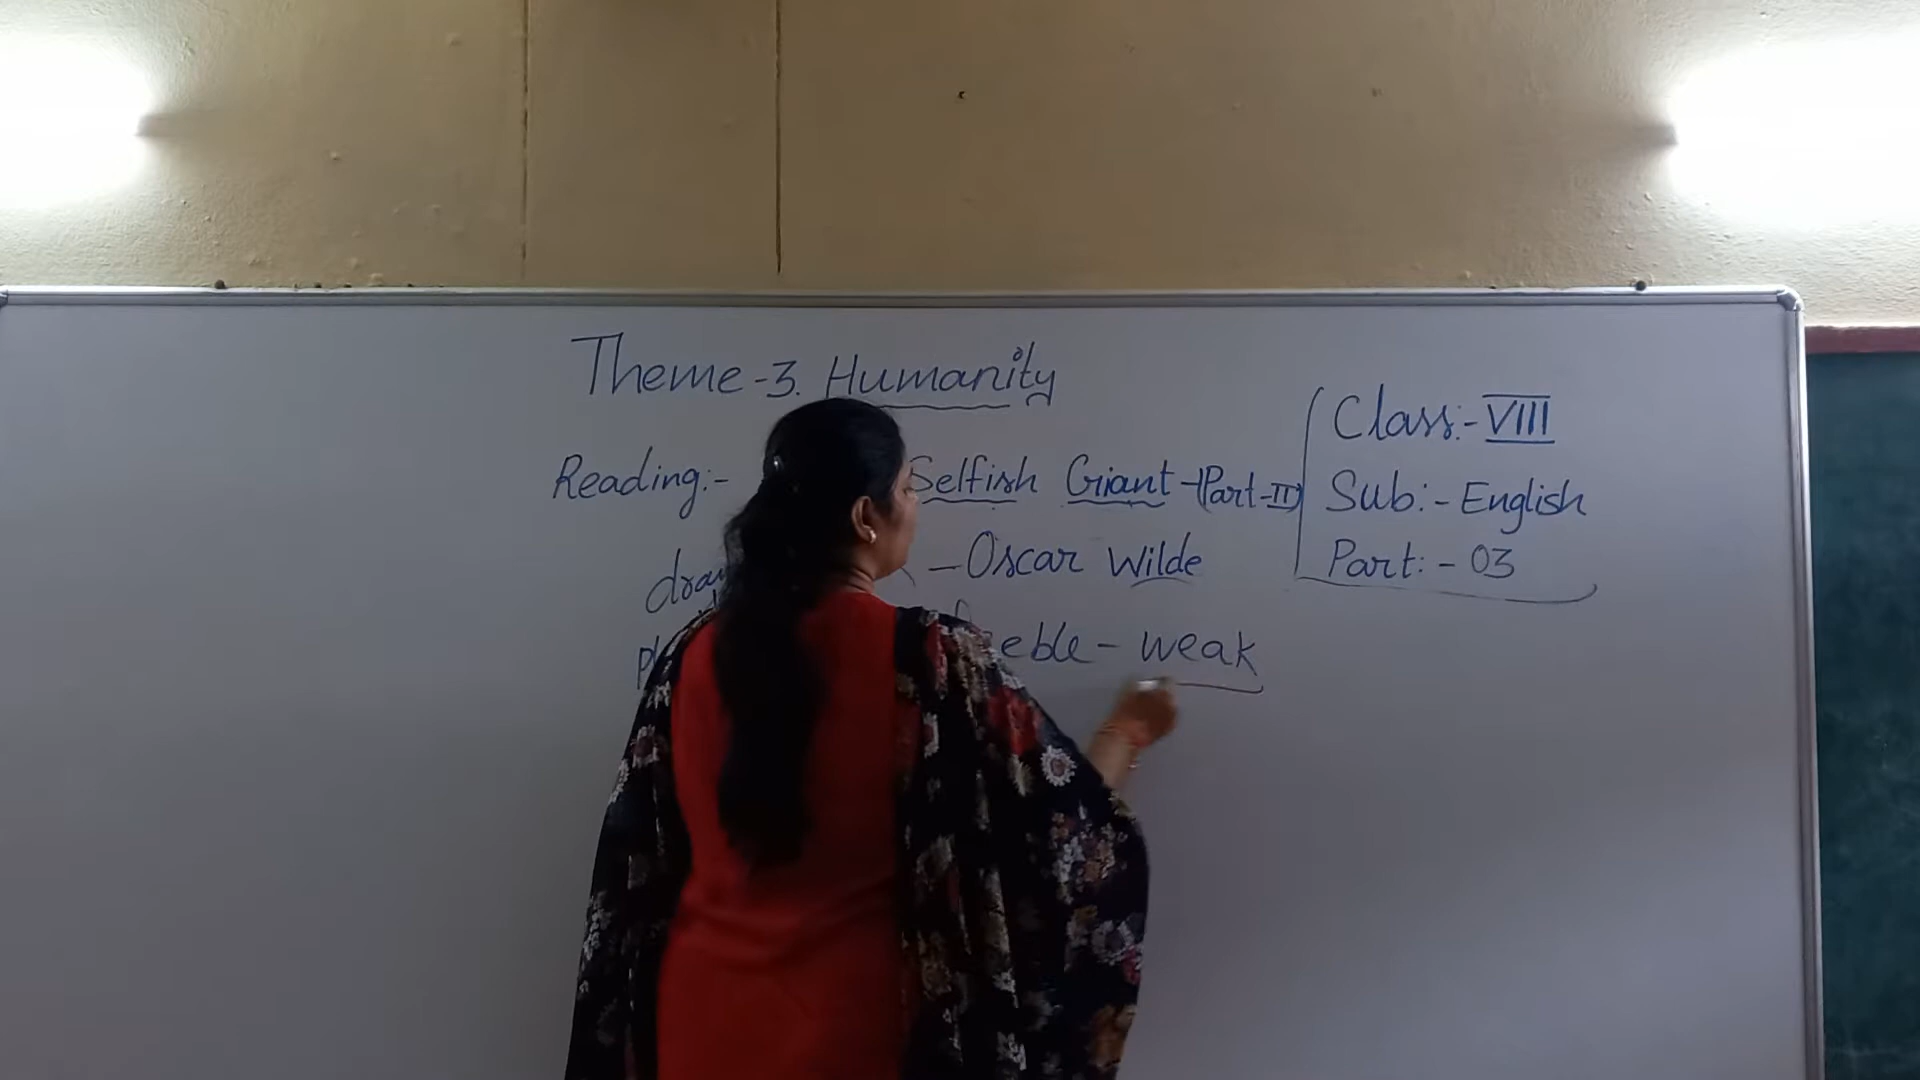 Theme-3. Humanity
Reading:- Selfish Giant -(Part-II)
- Oscar Wilde
- weak
Class:- VIII
Sub:- English
Part:- 03